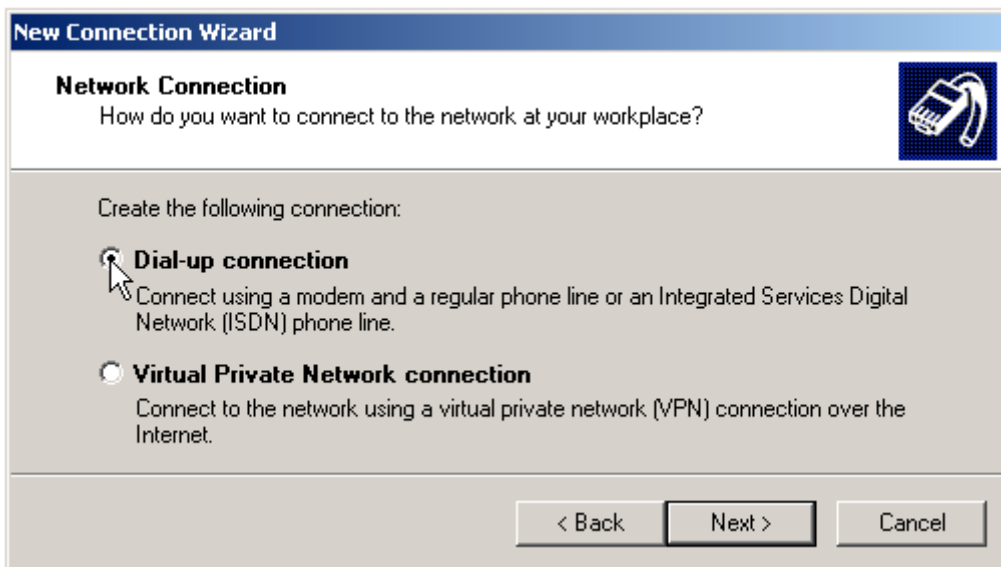 New Connection Wizard
Network Connection
How do you want to connect to the network at your workplace?
Create the following connection:
Dial-up connection
Connect using a modem and a regular phone line or an Integrated Services Digital
Network (ISDN) phone line.
Virtual Private Network connection
Connect to the network using a virtual private network (VPN) connection over the
Internet.
< Back Next > Cancel